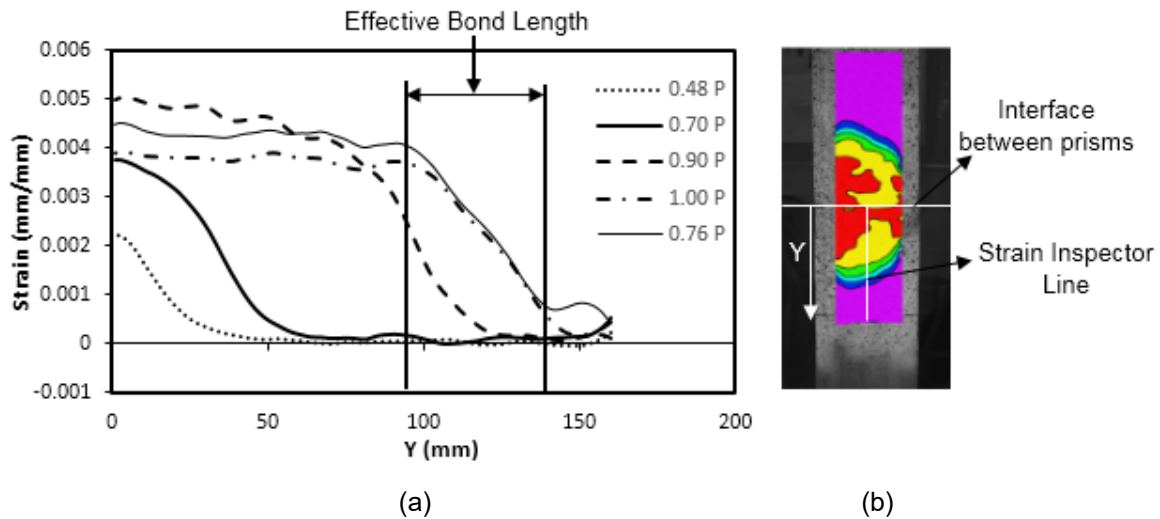 Effective Bond Length
0.006
0.005
0.004
0.003
0.002
0.001
0
-0.001
Strain (mm/mm)
0.48 P
0.70 P
0.90 P
1.00 P
0.76 P
0
50
100
150
200
Y (mm)
(a)
Interface
between prisms
Y
Strain Inspector
Line
(b)